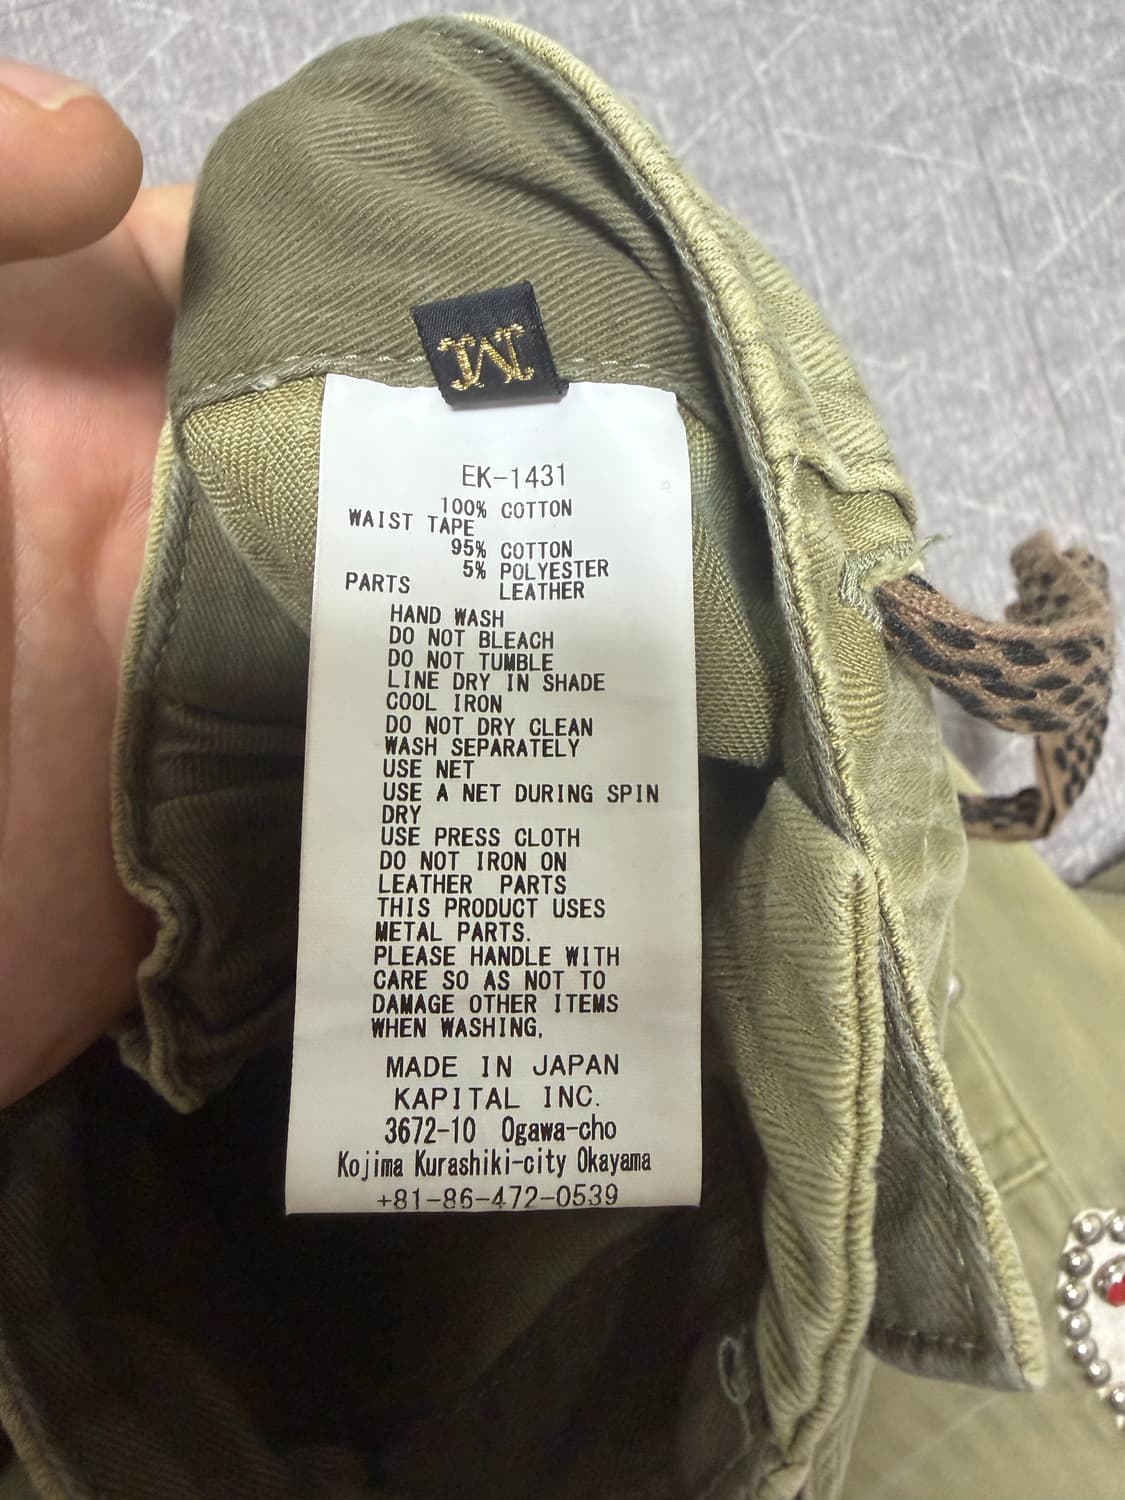 M
EK-1431
100% COTTON
WAIST TAPE
95% COTTON
5% POLYESTER
PARTS LEATHER
HAND WASH
DO NOT BLEACH
DO NOT TUMBLE
LINE DRY IN SHADE
COOL IRON
DO NOT DRY CLEAN
WASH SEPARATELY
USE NET
USE A NET DURING SPIN
DRY
USE PRESS CLOTH
DO NOT IRON ON
LEATHER PARTS
THIS PRODUCT USES
METAL PARTS.
PLEASE HANDLE WITH
CARE SO AS NOT TO
DAMAGE OTHER ITEMS
WHEN WASHING.
MADE IN JAPAN
KAPITAL INC.
3672-10 Ogawa-cho
Kojima Kurashiki-city Okayama
+81-86-472-0539